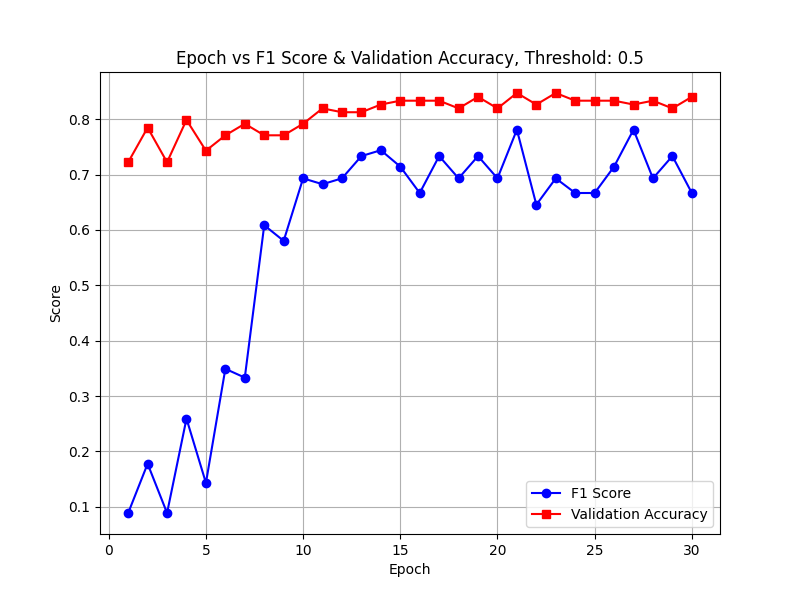 Epoch vs F1 Score & Validation Accuracy, Threshold: 0.5
0.8
0.7
0.6
0.5
0.4
0.3
0.2
0.1
Score
F1 Score
Validation Accuracy
0 5 10 15 20 25 30
Epoch